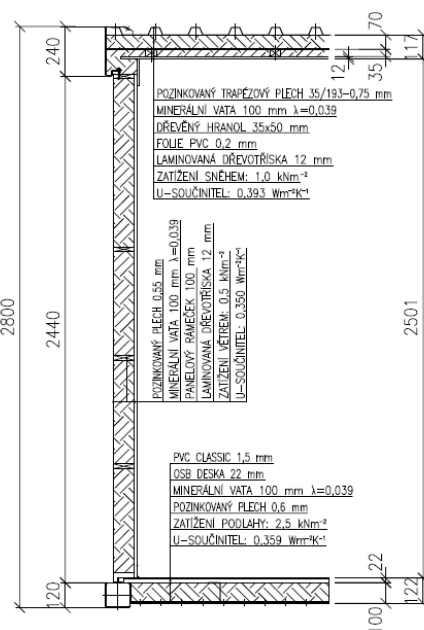 240
2800
2440
120
70
117
12
35
2501
22
122
100
POZINKOVANÝ TRAPÉZOVÝ PLECH 35/193-0,75 mm
MINERÁLNÍ VATA 100 mm λ=0,039
DŘEVĚNÝ HRANOL 35x50 mm
FOLIE PVC 0,2 mm
LAMINOVANÁ DŘEVOTŘÍSKA 12 mm
ZATÍŽENÍ SNĚHEM: 1,0 kNm⁻²
U-SOUČINITEL: 0,393 Wm⁻²K⁻¹
POZINKOVANÝ PLECH 0,55 mm
MINERÁLNÍ VATA 100 mm λ=0,039
PANELOVÝ RÁMEČEK 100 mm
LAMINOVANÁ DŘEVOTŘÍSKA 12 mm
ZATÍŽENÍ VĚTREM: 0,5 kNm⁻²
U-SOUČINITEL: 0,350 Wm⁻²K⁻¹
PVC CLASSIC 1,5 mm
OSB DESKA 22 mm
MINERÁLNÍ VATA 100 mm λ=0,039
POZINKOVANÝ PLECH 0,6 mm
ZATÍŽENÍ PODLAHY: 2,5 kNm⁻²
U-SOUČINITEL: 0,359 Wm⁻²K⁻¹